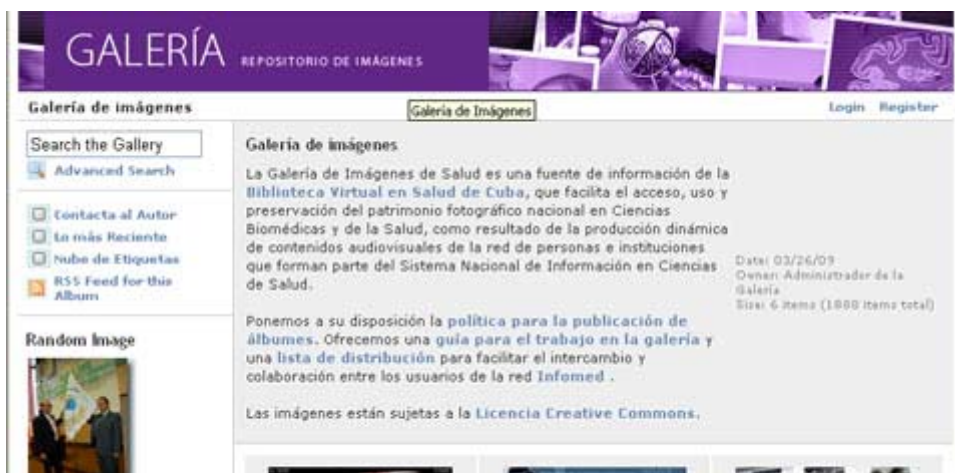 GALERÍA REPOSITORIO DE IMÁGENES
Galería de imágenes
Galería de Imágenes
Login Register
Search the Gallery
Advanced Search
Contacta al Autor
Lo más Reciente
Nube de Etiquetas
RSS Feed for this
Album
Random Image
Galería de imágenes
La Galería de Imágenes de Salud es una fuente de información de la
Biblioteca Virtual en Salud de Cuba, que facilita el acceso, uso y
preservación del patrimonio fotográfico nacional en Ciencias
Biomédicas y de la Salud, como resultado de la producción dinámica
de contenidos audiovisuales de la red de personas e instituciones
que forman parte del Sistema Nacional de Información en Ciencias
de Salud.
Ponemos a su disposición la política para la publicación de
álbumes. Ofrecemos una guía para el trabajo en la galería y
una lista de distribución para facilitar el intercambio y
colaboración entre los usuarios de la red Infomed .
Las imágenes están sujetas a la Licencia Creative Commons.
Date: 03/26/09
Owner: Administrador de la
Galería
Size: 6 items (1888 items total)